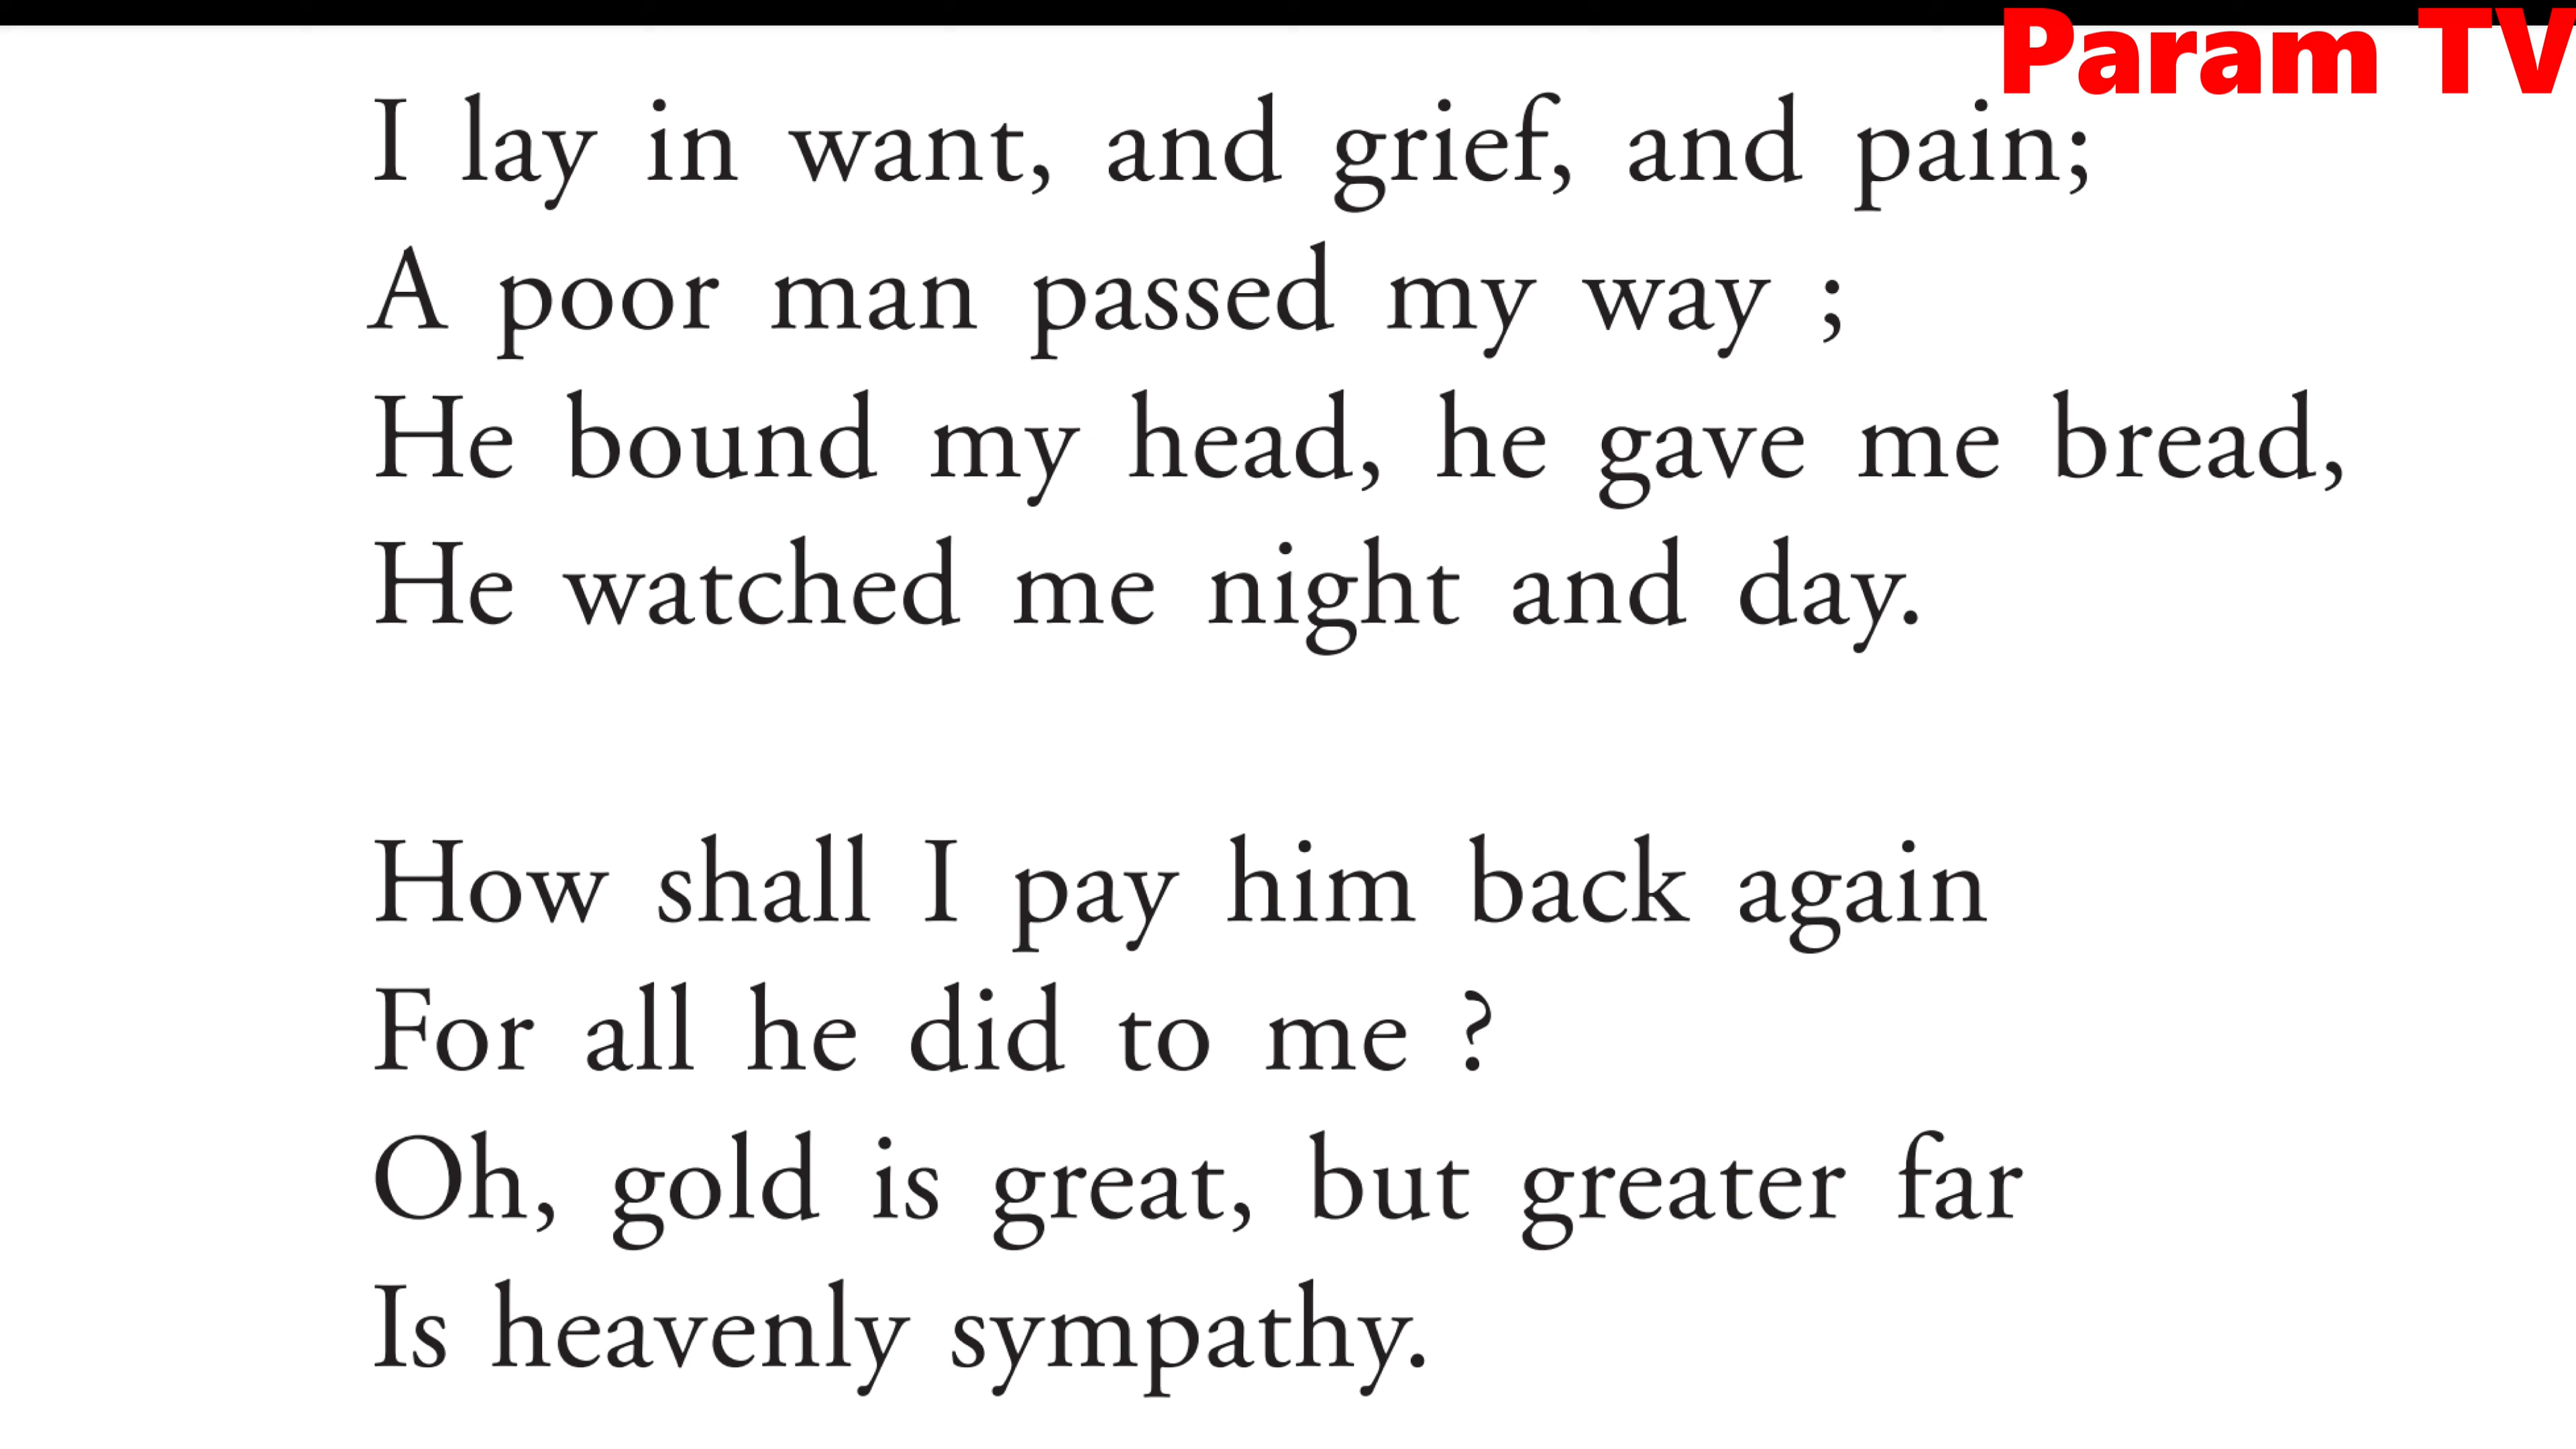 Param TV
I lay in want, and grief, and pain;
A poor man passed my way ;
He bound my head, he gave me bread,
He watched me night and day.
How shall I pay him back again
For all he did to me ?
Oh, gold is great, but greater far
Is heavenly sympathy.